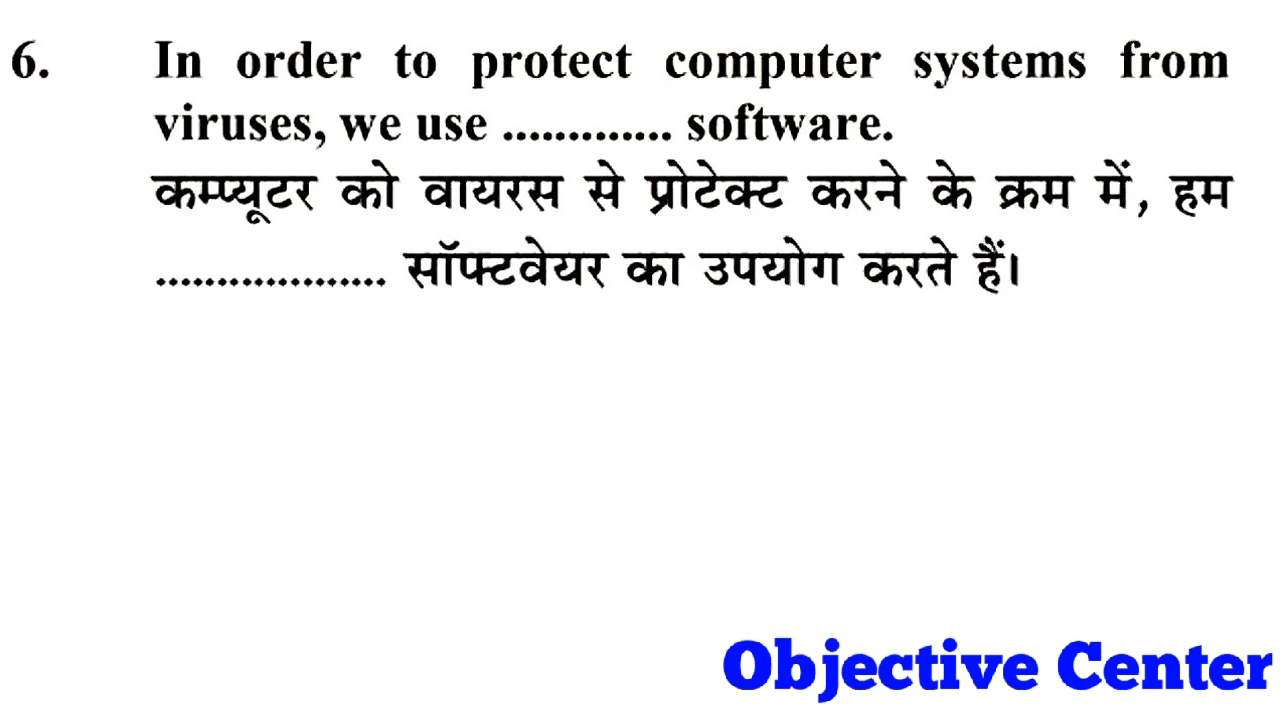 6. In order to protect computer systems from
viruses, we use ............. software.
कम्प्यूटर को वायरस से प्रोटेक्ट करने के क्रम में, हम
................... सॉफ्टवेयर का उपयोग करते हैं।
Objective Center